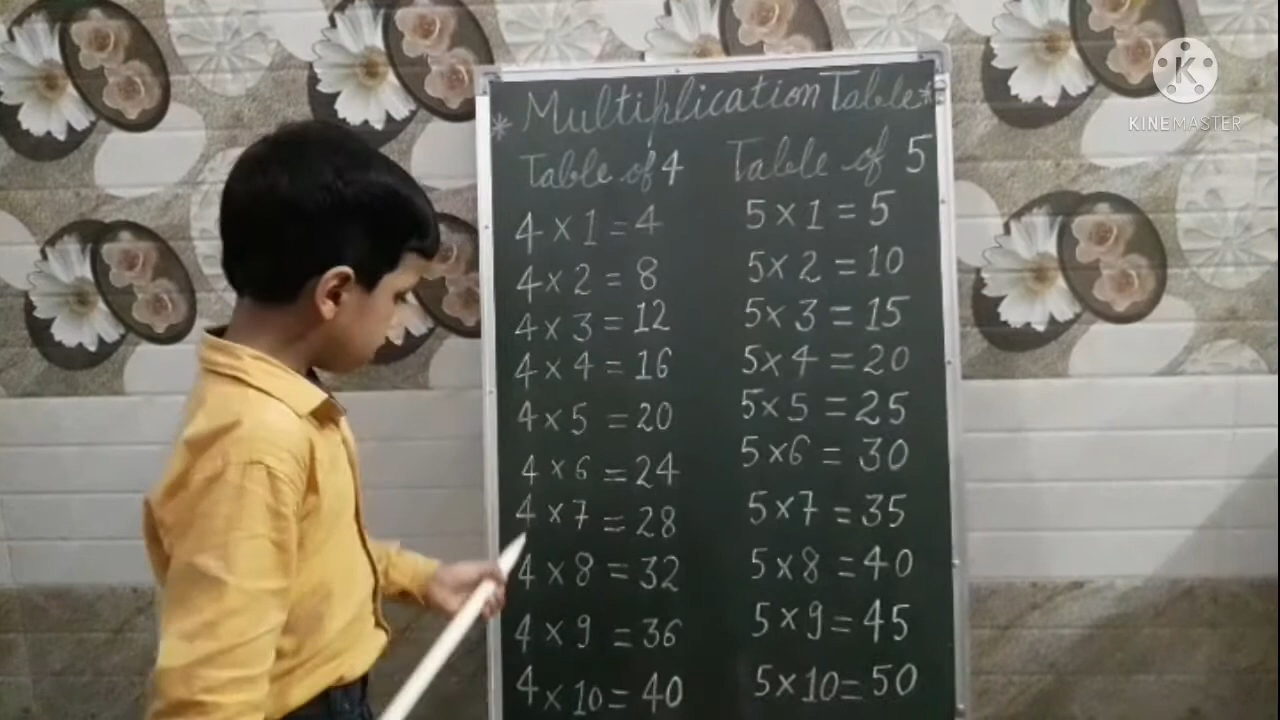 * Multiplication Table *
Table of 4
4 × 1 = 4
4 × 2 = 8
4 × 3 = 12
4 × 4 = 16
4 × 5 = 20
4 × 6 = 24
4 × 7 = 28
4 × 8 = 32
4 × 9 = 36
4 × 10 = 40
Table of 5
5 × 1 = 5
5 × 2 = 10
5 × 3 = 15
5 × 4 = 20
5 × 5 = 25
5 × 6 = 30
5 × 7 = 35
5 × 8 = 40
5 × 9 = 45
5 × 10 = 50
K
KINEMASTER